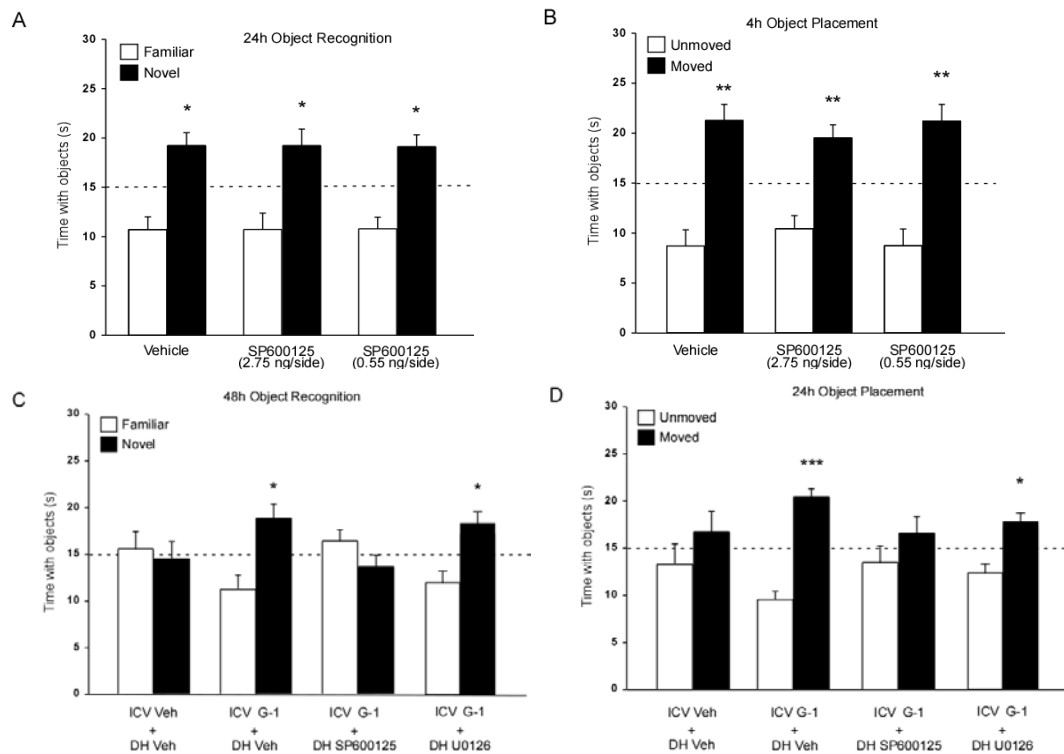 A
24h Object Recognition
Familiar
Novel
Time with objects (s)
30
25
20
15
10
5
0
*
*
*
Vehicle
SP600125
(2.75 ng/side)
SP600125
(0.55 ng/side)
B
4h Object Placement
Unmoved
Moved
Time with objects (s)
30
25
20
15
10
5
0
**
**
**
Vehicle
SP600125
(2.75 ng/side)
SP600125
(0.55 ng/side)
C
48h Object Recognition
Familiar
Novel
Time with objects (s)
30
25
20
15
10
5
0
*
*
ICV Veh
+
DH Veh
ICV G-1
+
DH Veh
ICV G-1
+
DH SP600125
ICV G-1
+
DH U0126
D
24h Object Placement
Unmoved
Moved
Time with objects (s)
30
25
20
15
10
5
0
***
*
ICV Veh
+
DH Veh
ICV G-1
+
DH Veh
ICV G-1
+
DH SP600125
ICV G-1
+
DH U0126